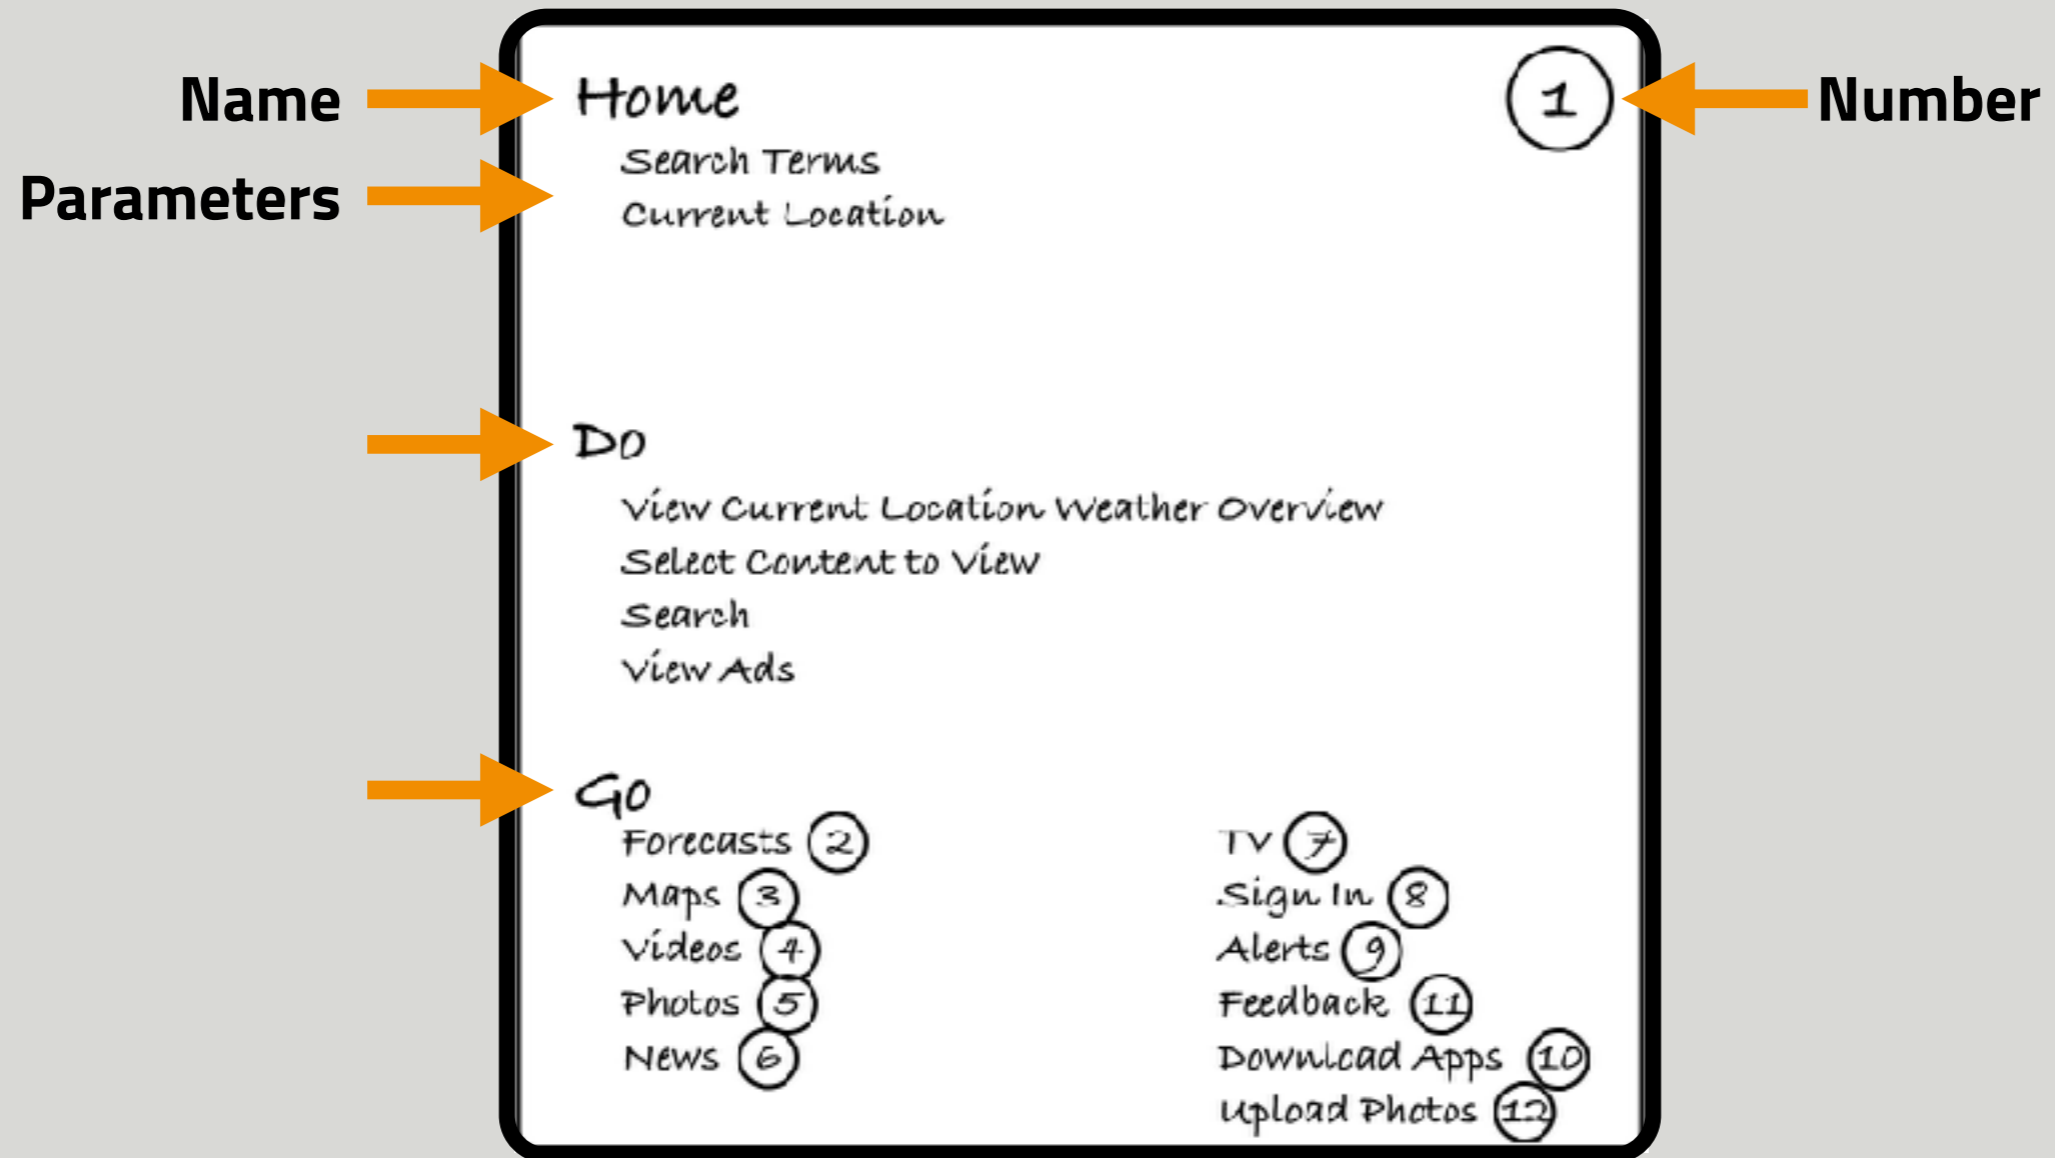 Name
Home
1
Number
Parameters
Search Terms
Current Location
Do
View Current Location Weather Overview
Select Content to View
Search
View Ads
Go
Forecasts 2
Maps 3
Videos 4
Photos 5
News 6
TV 7
Sign In 8
Alerts 9
Feedback 11
Download Apps 10
Upload Photos 12